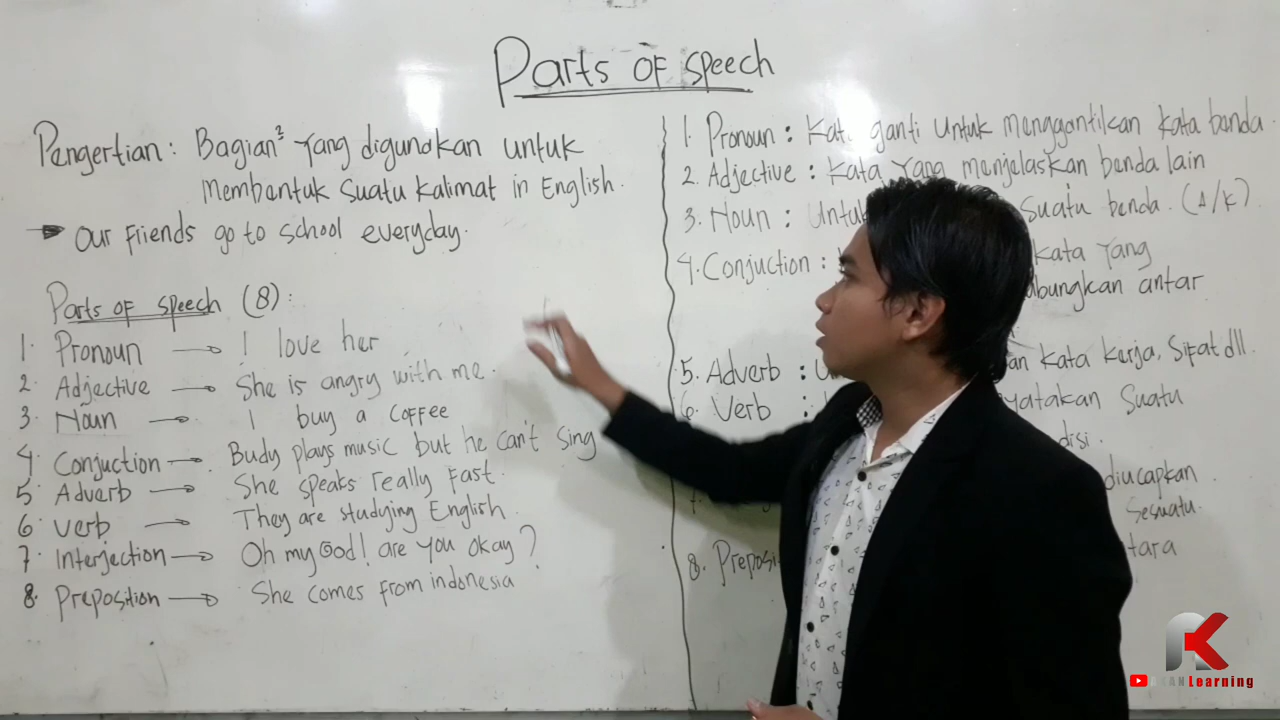 Parts of speech
Pengertian : Bagian² yang digunakan untuk
membentuk suatu kalimat in English.
Our friends go to school everyday.
Parts of speech (8) :
1. Pronoun → I love her
2. Adjective → She is angry with me.
3. Noun → I buy a coffee
4. Conjuction → Budy plays music but he can't sing
5. Adverb → She speaks really fast.
6. Verb → They are studying English.
7. Interjection → Oh my God! are you okay?
8. Preposition → She comes from indonesia
1. Pronoun : Kata ganti untuk menggantikan kata benda.
2. Adjective : Kata yang menjelaskan benda lain
3. Noun : Untuk suatu benda. (A/K).
4. Conjuction : kata yang
antar
5. Adverb : kata kerja, sifat dll.
6. Verb : suatu
diucapkan
sesuatu.
8.
RK
Learning